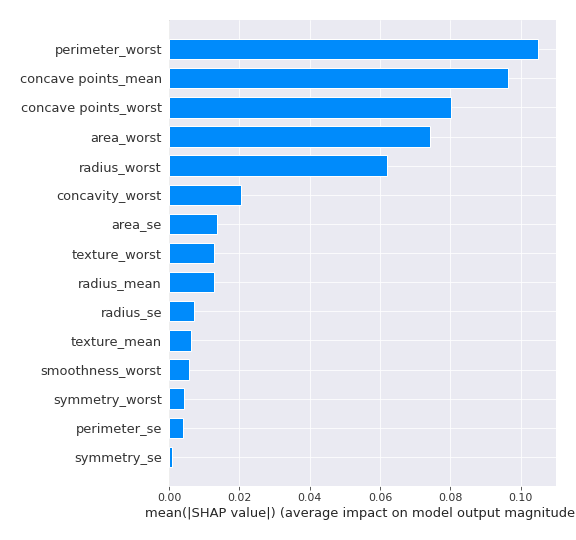 perimeter_worst
concave points_mean
concave points_worst
area_worst
radius_worst
concavity_worst
area_se
texture_worst
radius_mean
radius_se
texture_mean
smoothness_worst
symmetry_worst
perimeter_se
symmetry_se
0.00 0.02 0.04 0.06 0.08 0.10
mean(|SHAP value|) (average impact on model output magnitude